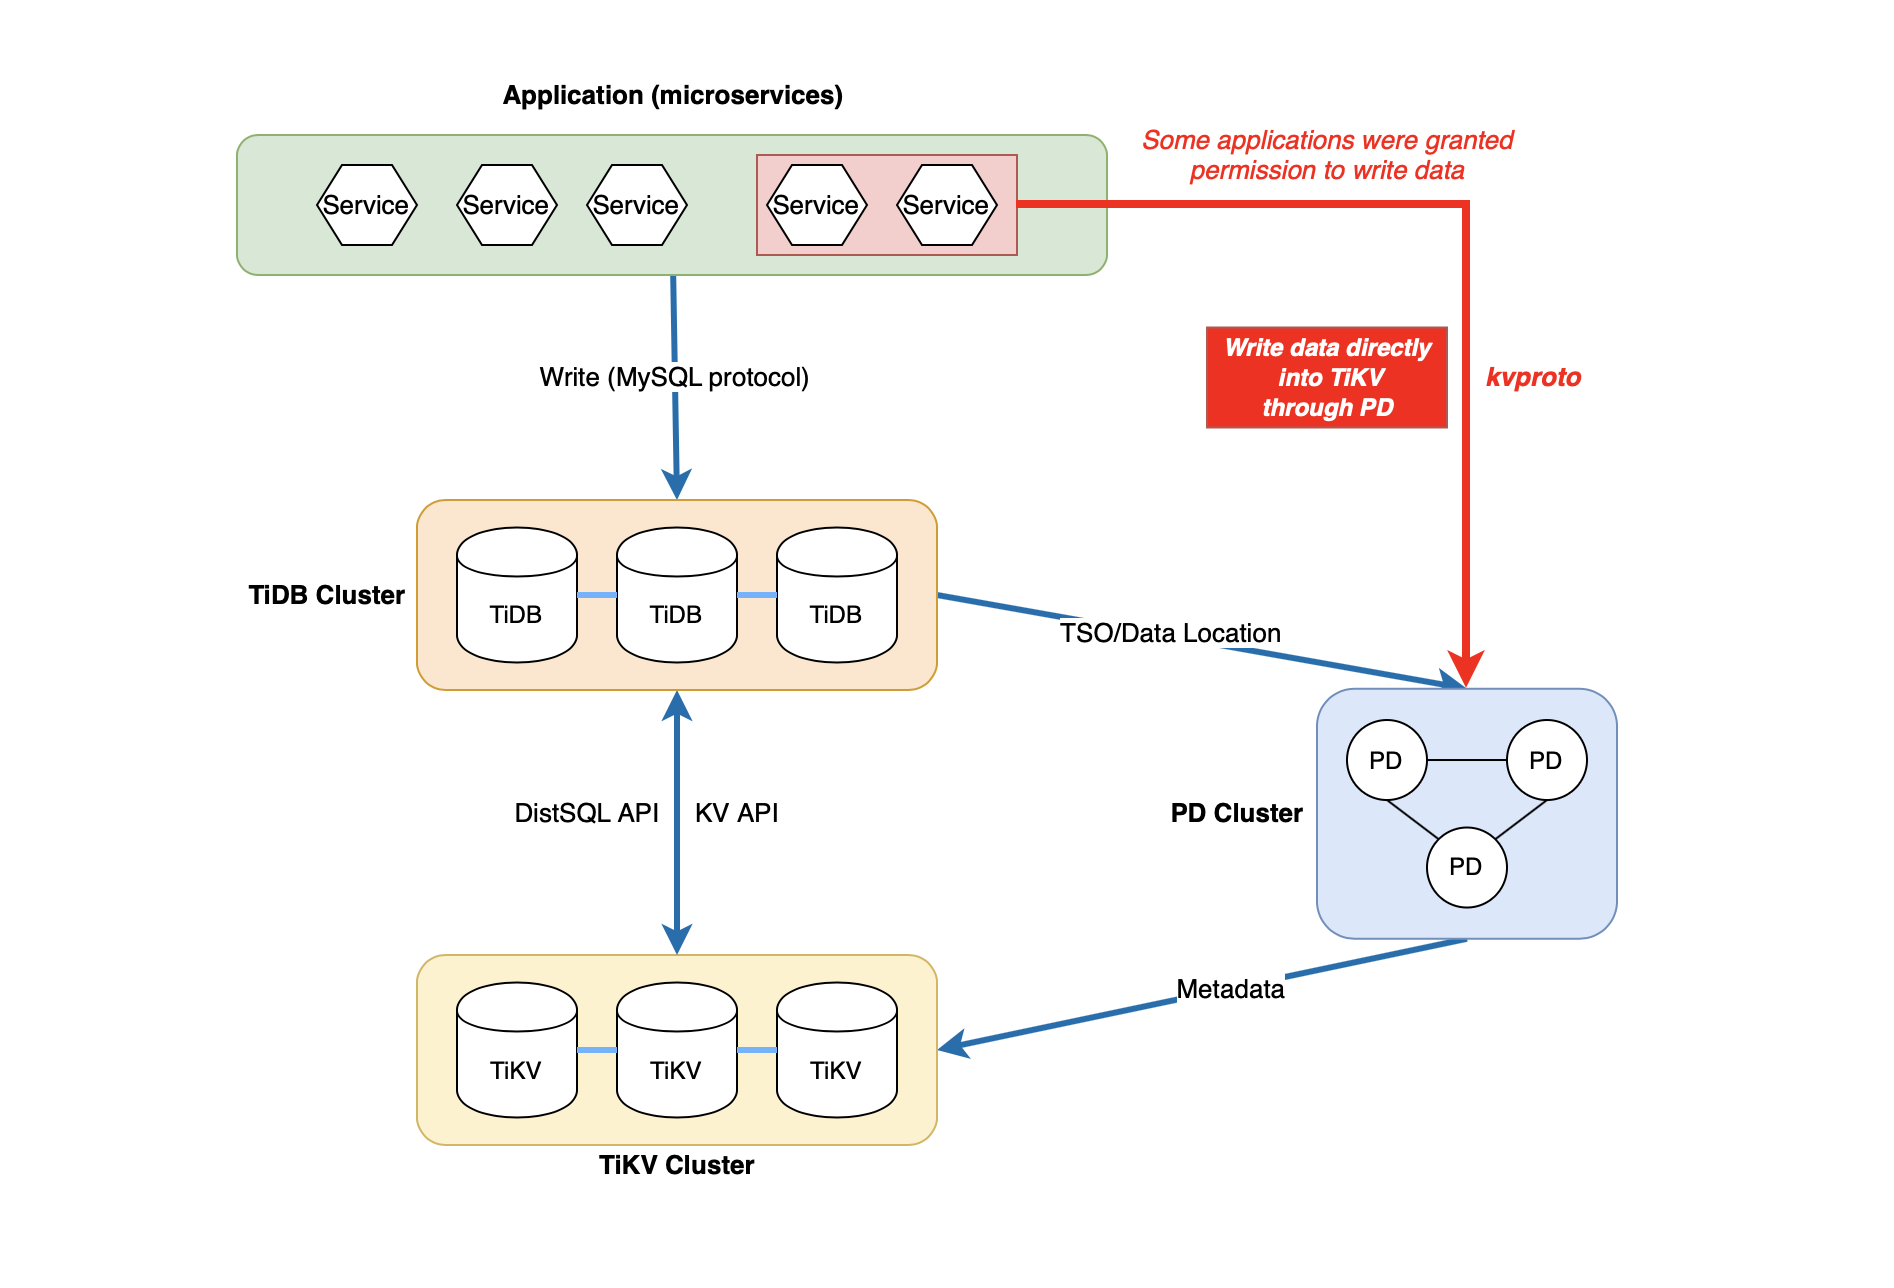 Application (microservices)
Some applications were granted
permission to write data
Service
Service
Service
Service
Service
Write data directly
into TiKV
through PD
kvproto
Write (MySQL protocol)
TiDB Cluster
TiDB
TiDB
TiDB
TSO/Data Location
PD
PD
PD
PD Cluster
DistSQL API
KV API
Metadata
TiKV
TiKV
TiKV
TiKV Cluster